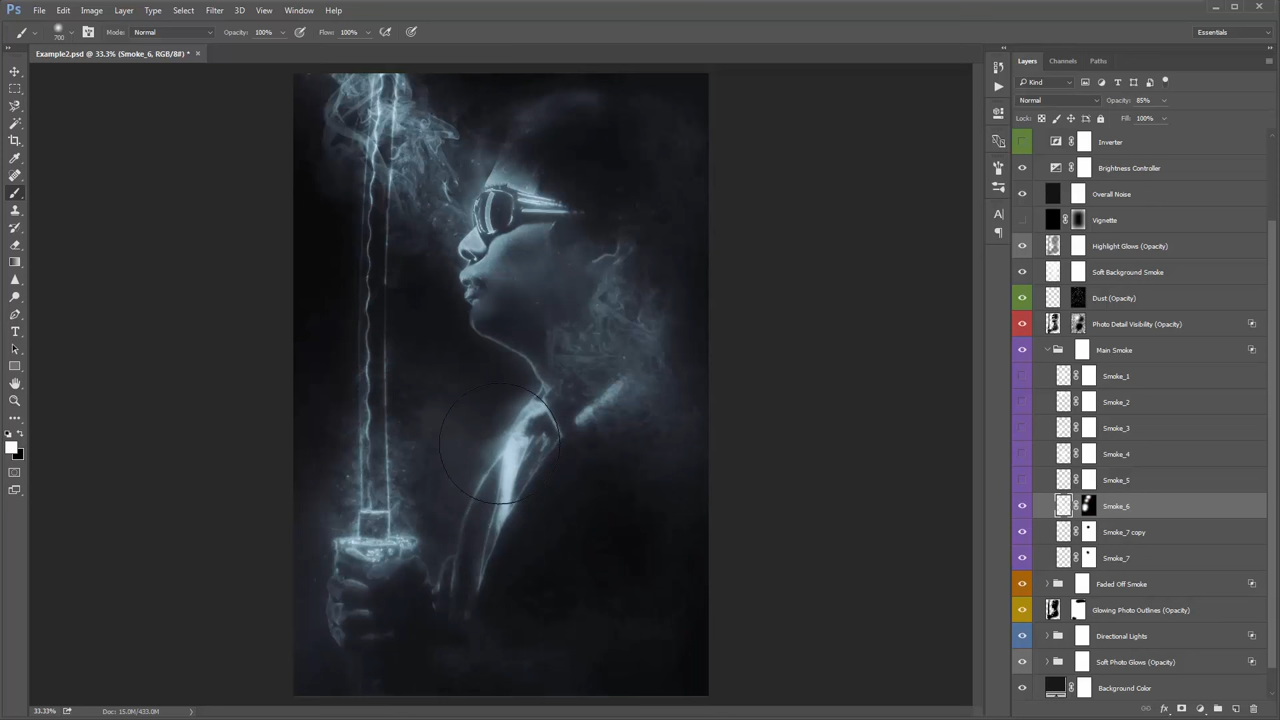 Ps File Edit Image Layer Type Select Filter 3D View Window Help
700 Mode: Normal Opacity: 100% Flow: 100% Essentials
Example2.psd @ 33.3% (Smoke_6, RGB/8#) * ×
Layers Channels Paths
Kind
Normal Opacity: 85%
Lock: Fill: 100%
Inverter
Brightness Controller
Overall Noise
Vignette
Highlight Glows (Opacity)
Soft Background Smoke
Dust (Opacity)
Photo Detail Visibility (Opacity)
Main Smoke
Smoke_1
Smoke_2
Smoke_3
Smoke_4
Smoke_5
Smoke_6
Smoke_7 copy
Smoke_7
Faded Off Smoke
Glowing Photo Outlines (Opacity)
Directional Lights
Soft Photo Glows (Opacity)
Background Color
33.33% Doc: 15.0M/433.0M